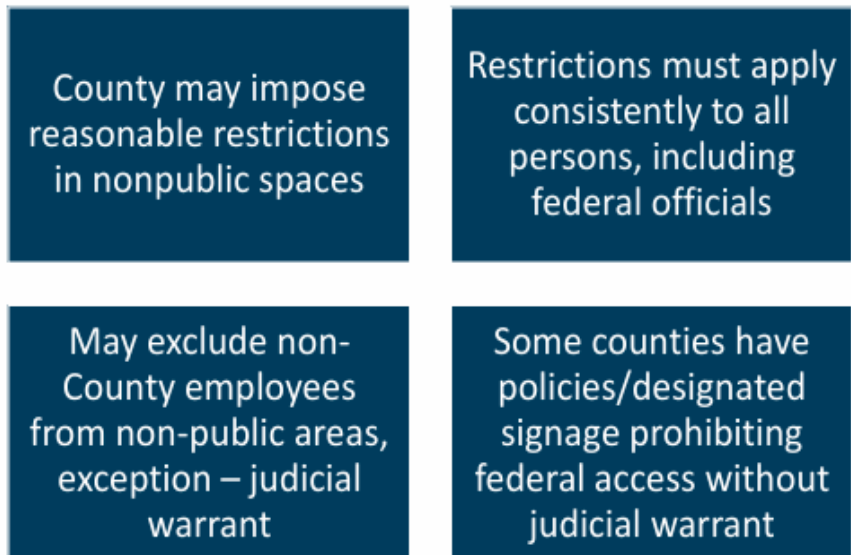 County may impose
reasonable restrictions
in nonpublic spaces
Restrictions must apply
consistently to all
persons, including
federal officials
May exclude non-
County employees
from non-public areas,
exception – judicial
warrant
Some counties have
policies/designated
signage prohibiting
federal access without
judicial warrant